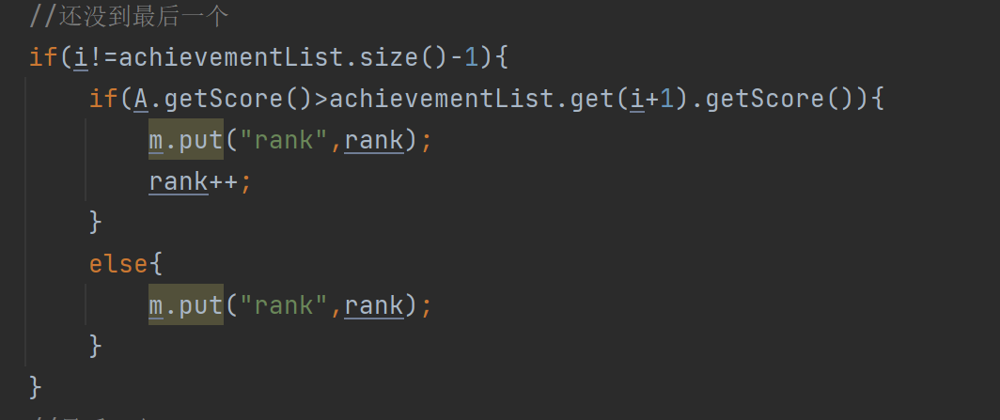 //还没到最后一个
if(i!=achievementList.size()-1){
if(A.getScore()>achievementList.get(i+1).getScore()){
m.put("rank",rank);
rank++;
}
else{
m.put("rank",rank);
}
}